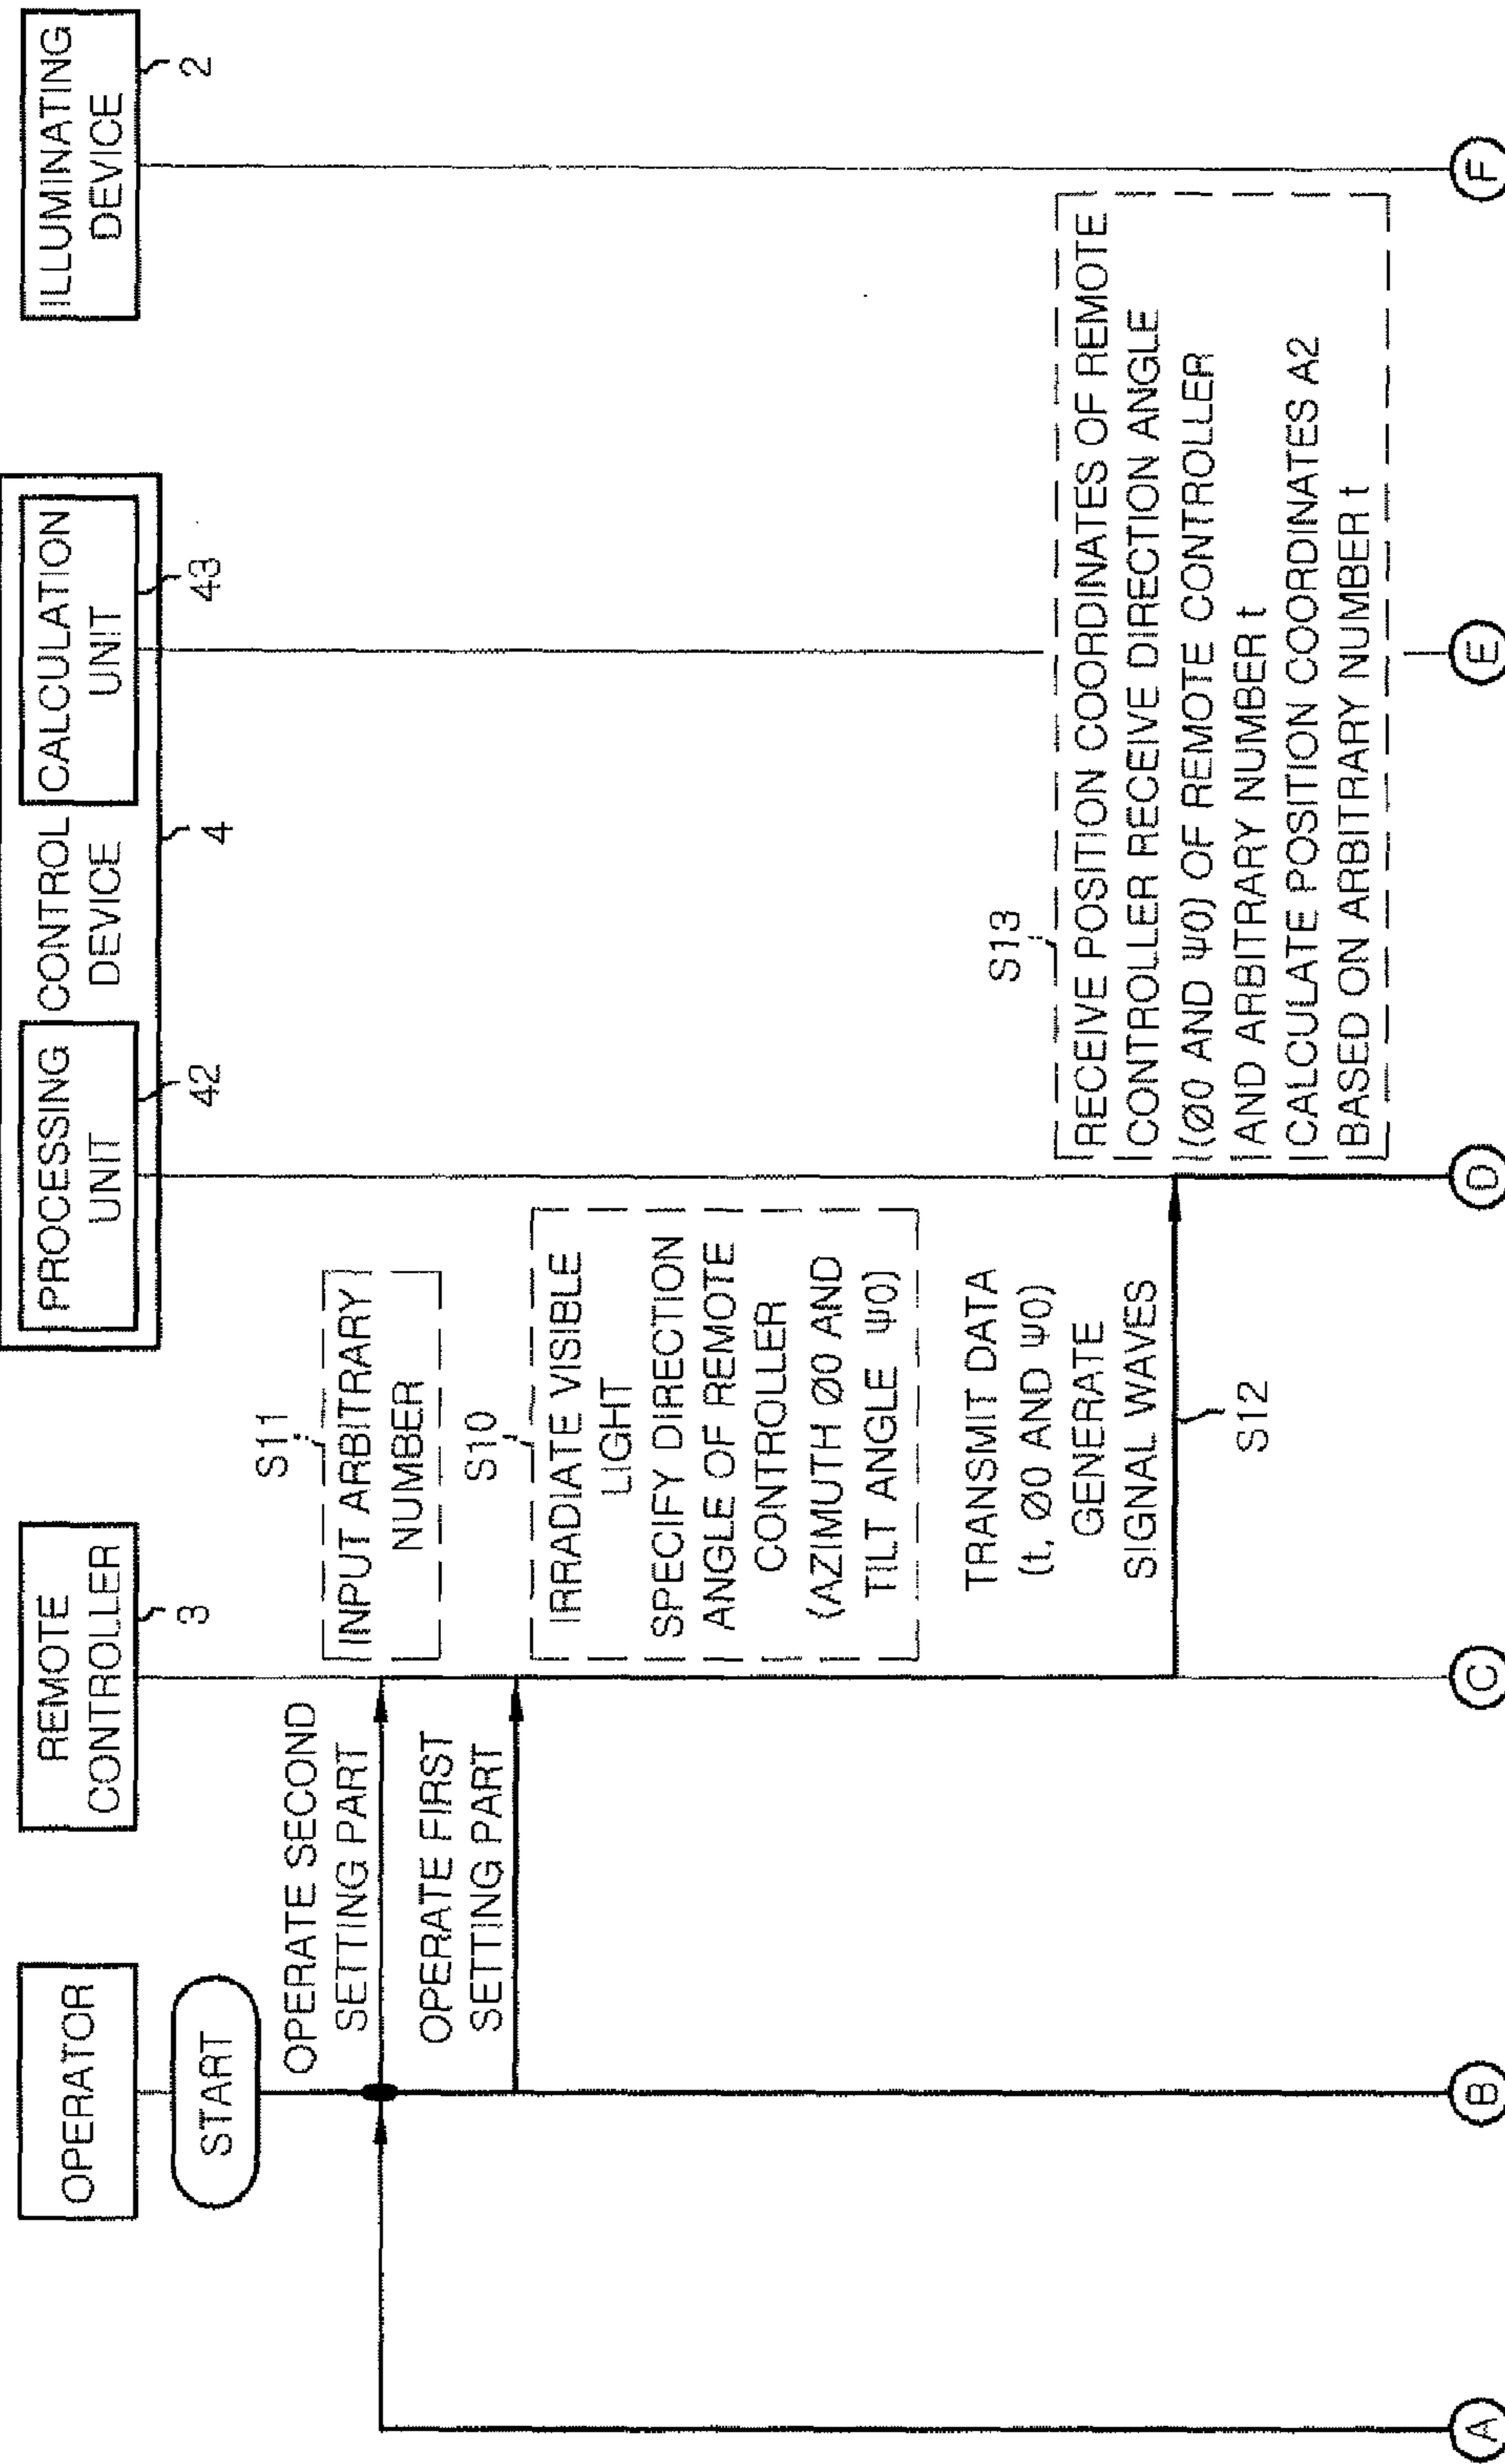 OPERATOR
START
REMOTE
CONTROLLER
3
PROCESSING
UNIT
42
CONTROL
DEVICE
4
CALCULATION
UNIT
43
ILLUMINATING
DEVICE
2
OPERATE SECOND
SETTING PART
S11
INPUT ARBITRARY
NUMBER
OPERATE FIRST
SETTING PART
S10
IRRADIATE VISIBLE
LIGHT
SPECIFY DIRECTION
ANGLE OF REMOTE
CONTROLLER
(AZIMUTH Ø0 AND
TILT ANGLE ψ0)
TRANSMIT DATA
(t, Ø0 AND ψ0)
GENERATE
SIGNAL WAVES
S12
S13
RECEIVE POSITION COORDINATES OF REMOTE
CONTROLLER RECEIVE DIRECTION ANGLE
(Ø0 AND ψ0) OF REMOTE CONTROLLER
AND ARBITRARY NUMBER t
CALCULATE POSITION COORDINATES A2
BASED ON ARBITRARY NUMBER t
A
B
C
D
E
F